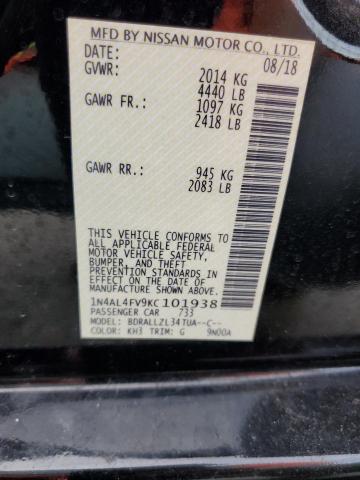 MFD BY NISSAN MOTOR CO., LTD.
DATE: 08/18
GVWR: 2014 KG
4440 LB
GAWR FR: 1097 KG
2418 LB
GAWR RR: 945 KG
2083 LB
THIS VEHICLE CONFORMS TO
ALL APPLICABLE FEDERAL
MOTOR VEHICLE SAFETY,
BUMPER, AND THEFT
PREVENTION STANDARDS IN
EFFECT ON THE DATE OF
MANUFACTURE SHOWN ABOVE.
1N4AL4FV9KC101938
PASSENGER CAR 733
MODEL: BDRALLZL34TUA--C--
COLOR: KH3 TRIM: G 9N00A